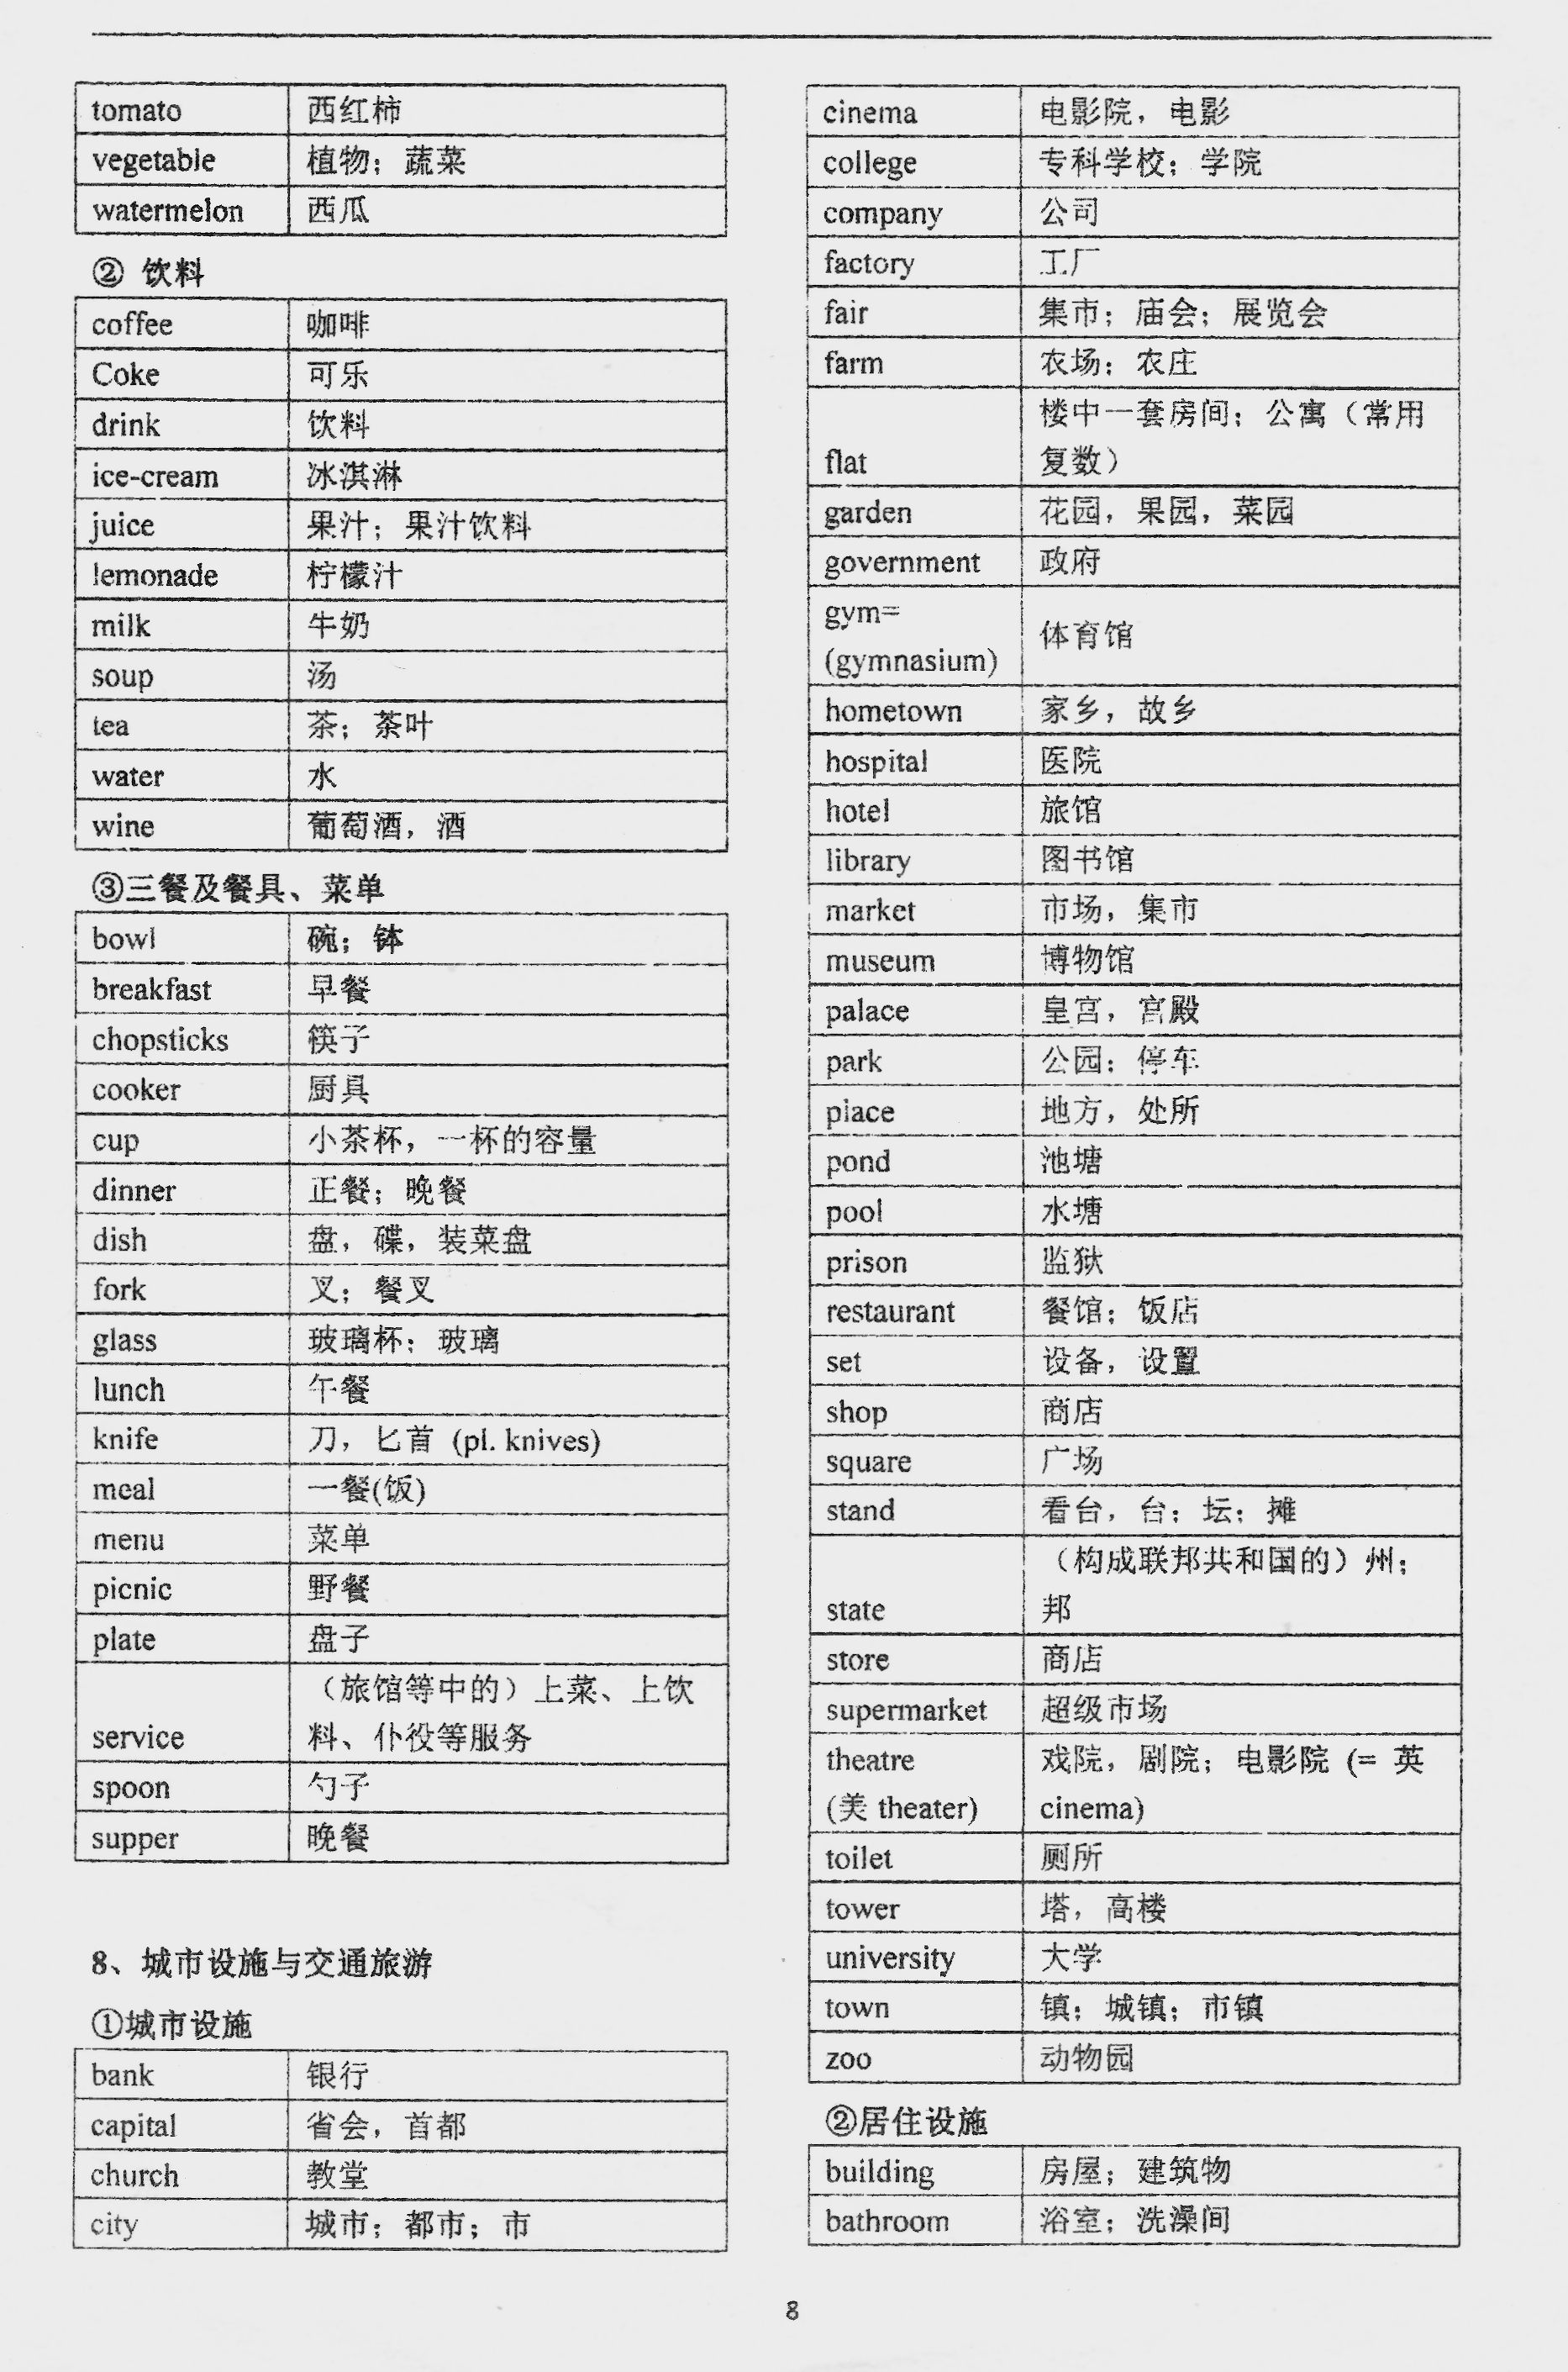 tomato 西红柿
vegetable 植物；蔬菜
watermelon 西瓜
② 饮料
coffee 咖啡
Coke 可乐
drink 饮料
ice-cream 冰淇淋
juice 果汁；果汁饮料
lemonade 柠檬汁
milk 牛奶
soup 汤
tea 茶；茶叶
water 水
wine 葡萄酒，酒
③三餐及餐具、菜单
bowl 碗；钵
breakfast 早餐
chopsticks 筷子
cooker 厨具
cup 小茶杯，一杯的容量
dinner 正餐；晚餐
dish 盘，碟，装菜盘
fork 叉；餐叉
glass 玻璃杯；玻璃
lunch 午餐
knife 刀，匕首 (pl. knives)
meal 一餐(饭)
menu 菜单
picnic 野餐
plate 盘子
（旅馆等中的）上菜、上饮
service 料、仆役等服务
spoon 勺子
supper 晚餐
8、城市设施与交通旅游
①城市设施
bank 银行
capital 省会，首都
church 教堂
city 城市；都市；市
cinema 电影院，电影
college 专科学校；学院
company 公司
factory 工厂
fair 集市；庙会；展览会
farm 农场；农庄
楼中一套房间；公寓（常用
flat 复数）
garden 花园，果园，菜园
government 政府
gym=
(gymnasium) 体育馆
hometown 家乡，故乡
hospital 医院
hotel 旅馆
library 图书馆
market 市场，集市
museum 博物馆
palace 皇宫，宫殿
park 公园；停车
place 地方，处所
pond 池塘
pool 水塘
prison 监狱
restaurant 餐馆；饭店
set 设备，设置
shop 商店
square 广场
stand 看台，台；坛；摊
（构成联邦共和国的）州；
state 邦
store 商店
supermarket 超级市场
theatre 戏院，剧院；电影院 (= 英
(美 theater) cinema)
toilet 厕所
tower 塔，高楼
university 大学
town 镇；城镇；市镇
zoo 动物园
②居住设施
building 房屋；建筑物
bathroom 浴室；洗澡间
8